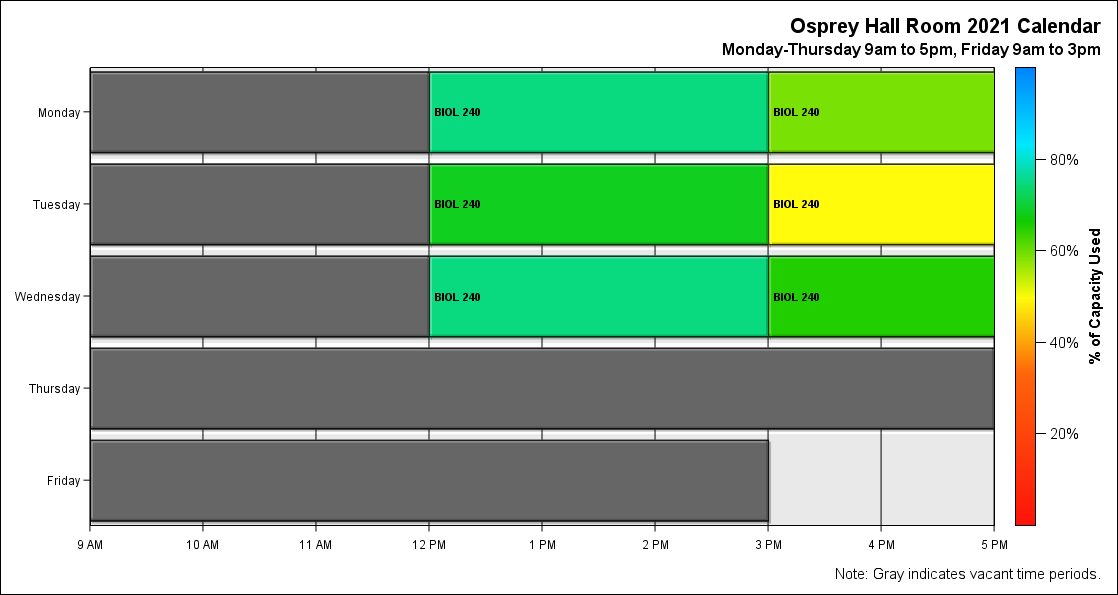 Osprey Hall Room 2021 Calendar
Monday-Thursday 9am to 5pm, Friday 9am to 3pm
Monday
BIOL 240
BIOL 240
Tuesday
BIOL 240
BIOL 240
Wednesday
BIOL 240
BIOL 240
Thursday
Friday
9 AM
10 AM
11 AM
12 PM
1 PM
2 PM
3 PM
4 PM
5 PM
80%
60%
40%
20%
% of Capacity Used
Note: Gray indicates vacant time periods.